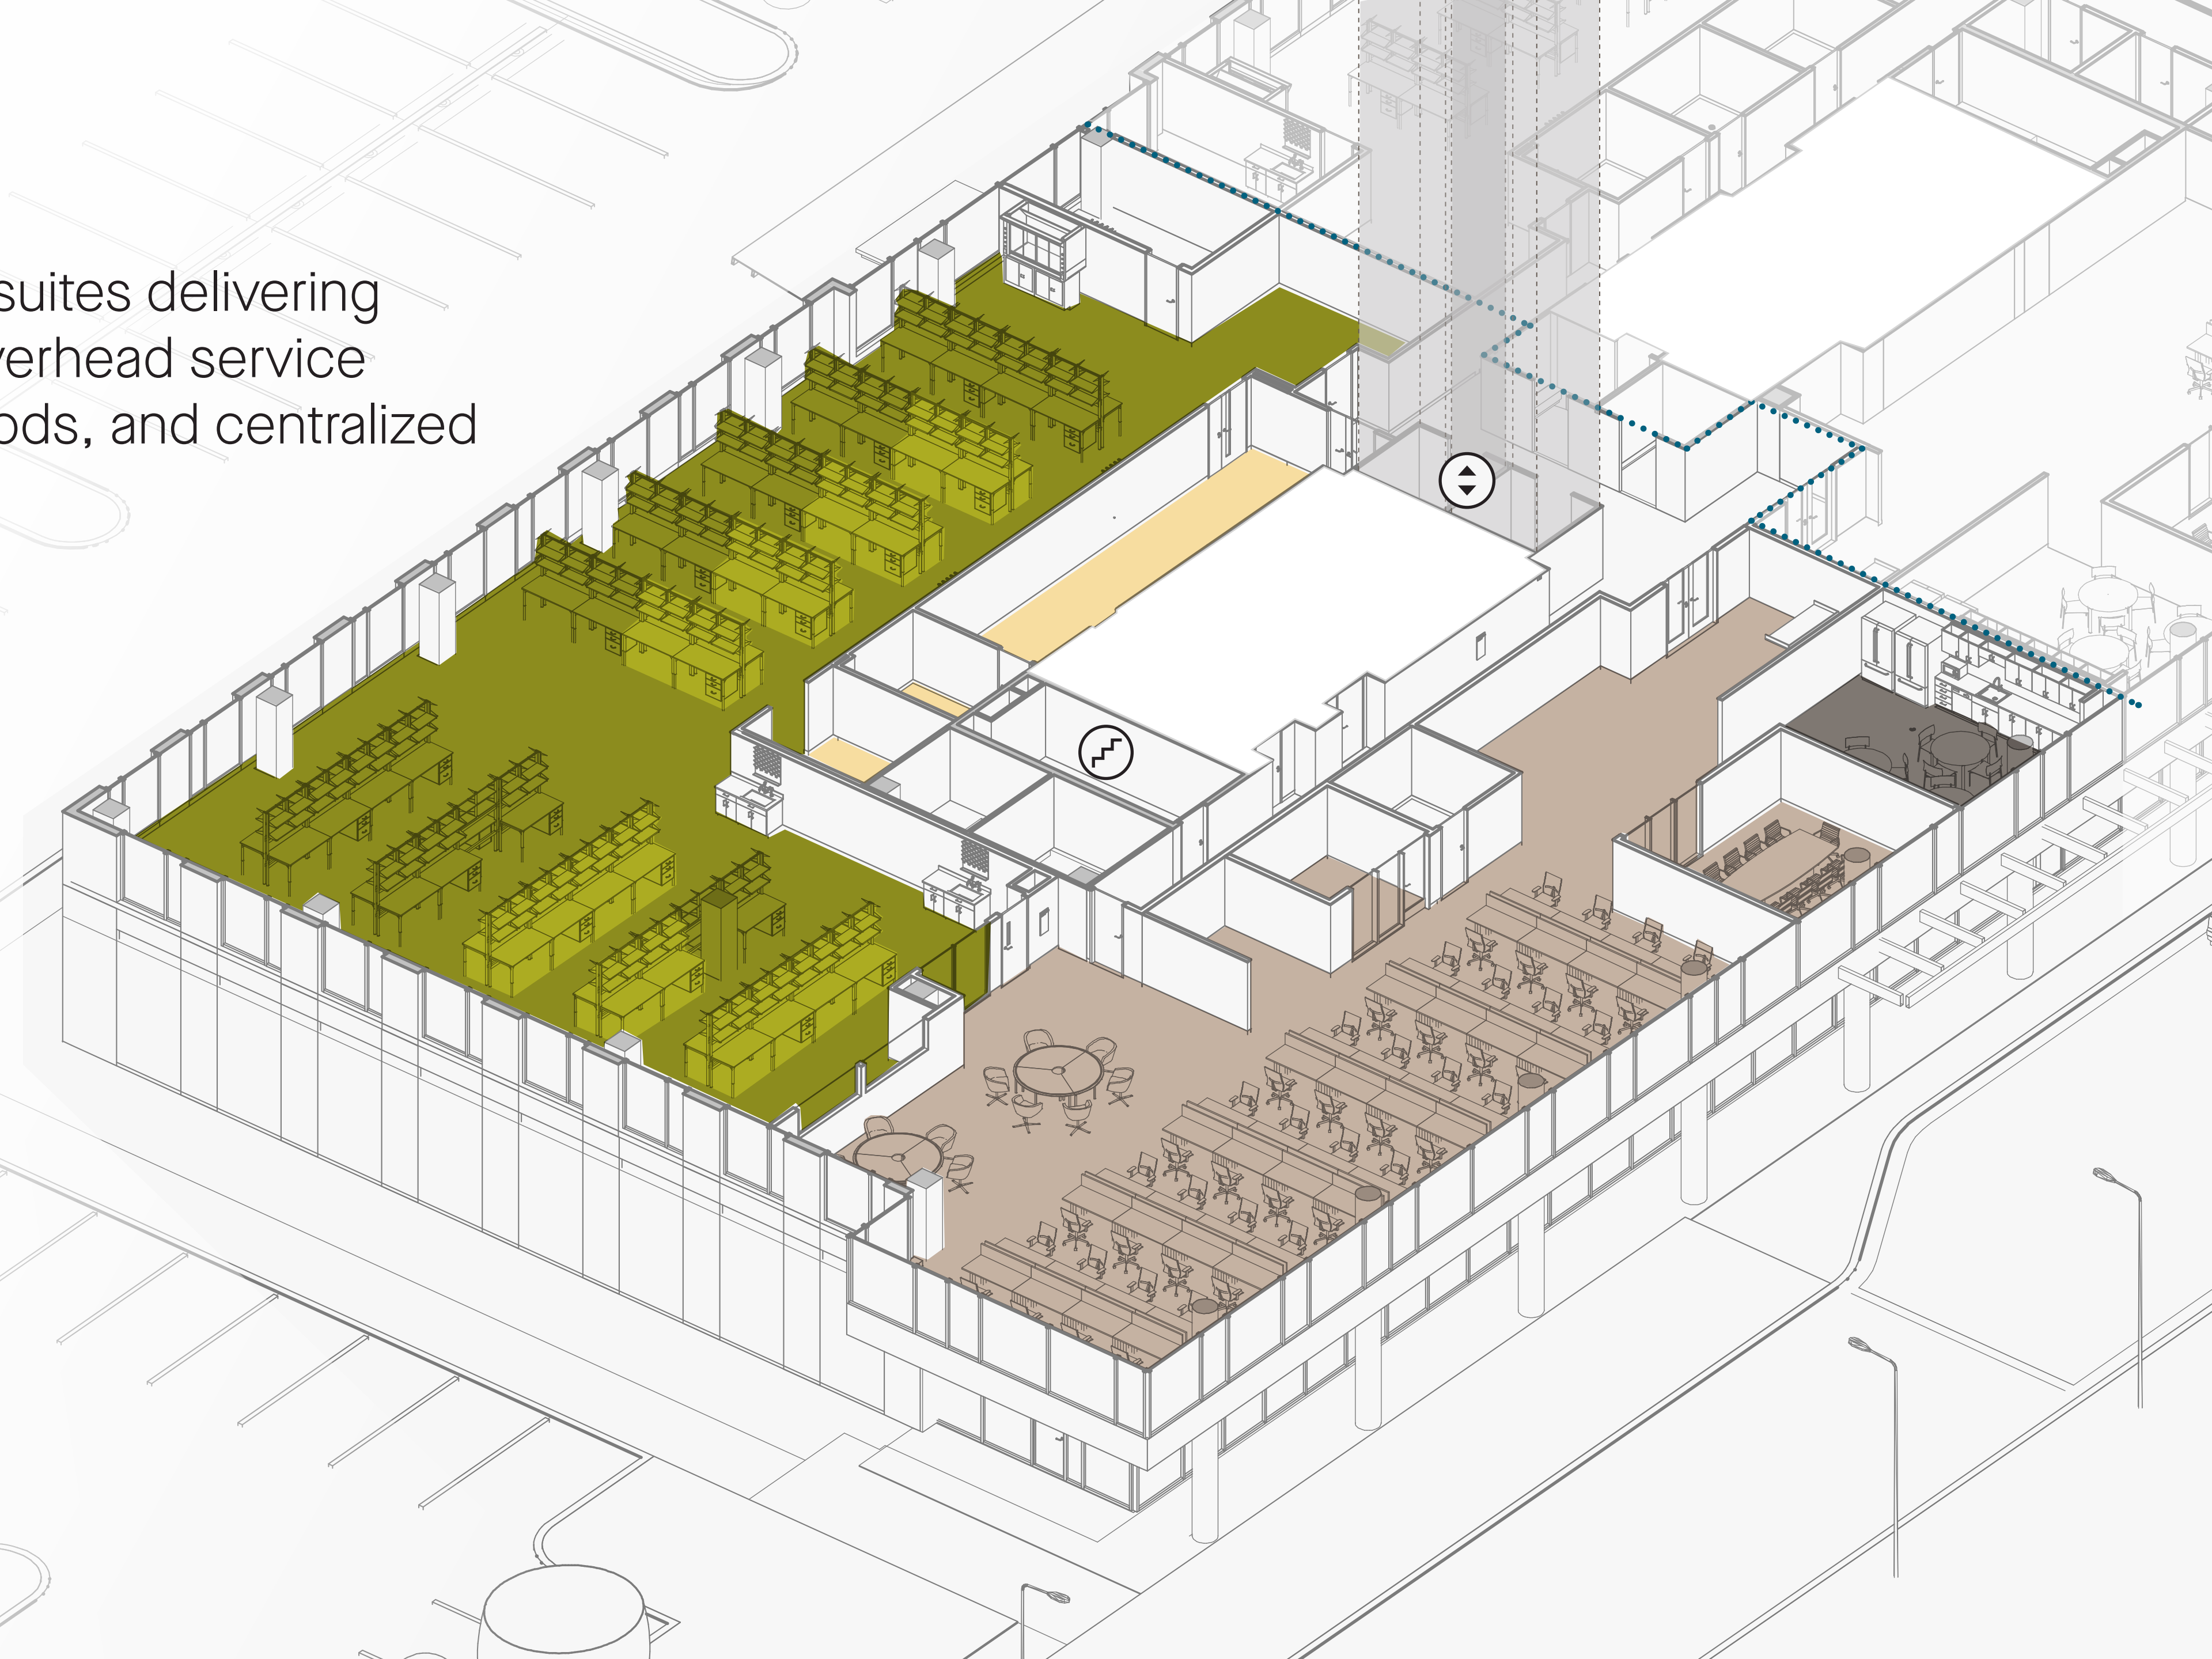 suites delivering
verhead service
ods, and centralized